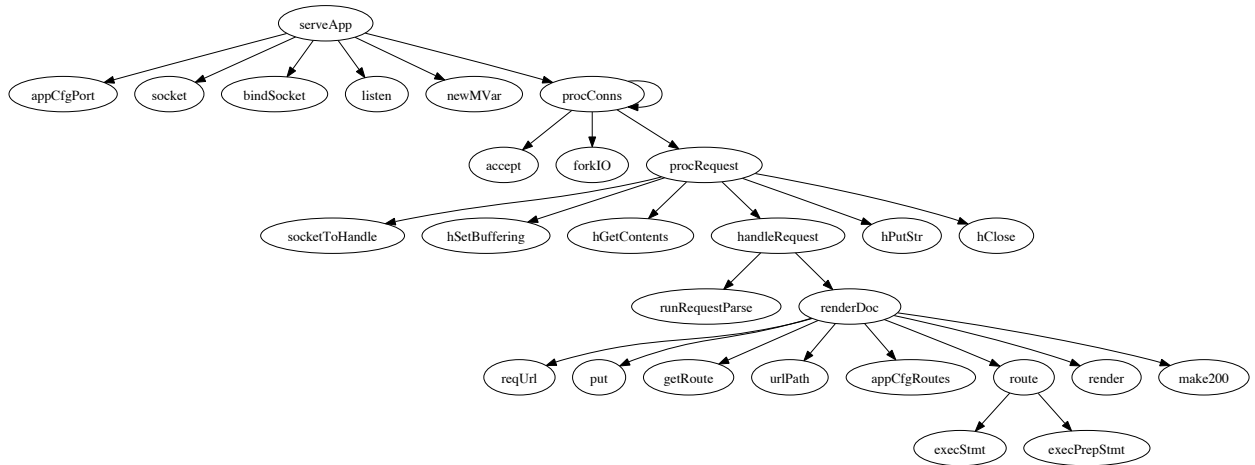 serveApp
appCfgPort socket bindSocket listen newMVar procConns
accept forkIO procRequest
socketToHandle hSetBuffering hGetContents handleRequest hPutStr hClose
runRequestParse renderDoc
reqUrl put getRoute urlPath appCfgRoutes route render make200
execStmt execPrepStmt